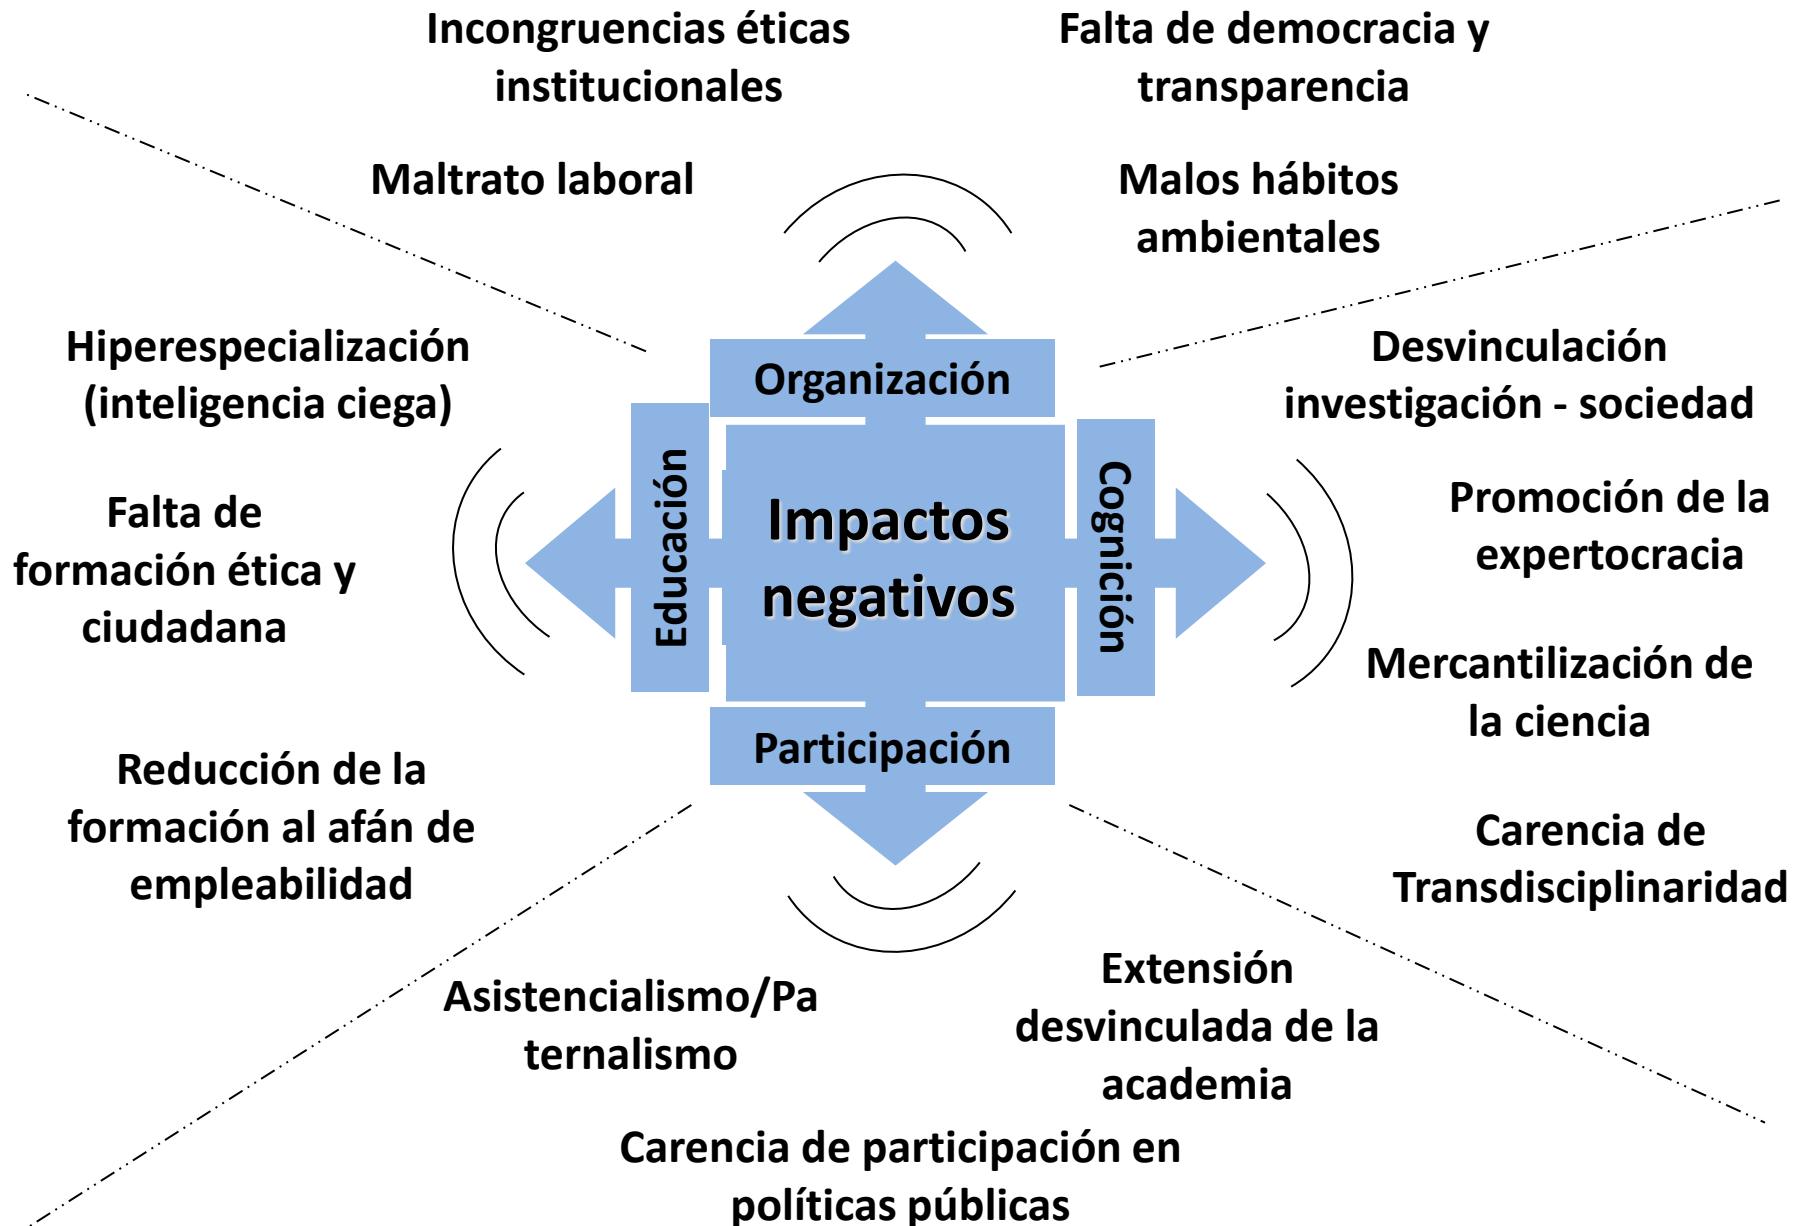 Incongruencias éticas
institucionales
Falta de democracia y
transparencia
Maltrato laboral
Malos hábitos
ambientales
Hiperespecialización
(inteligencia ciega)
Falta de
formación ética y
ciudadana
Reducción de la
formación al afán de
empleabilidad
Organización
Educación
Impactos
negativos
Cognición
Participación
Desvinculación
investigación - sociedad
Promoción de la
expertocracia
Mercantilización de
la ciencia
Carencia de
Transdisciplinaridad
Asistencialismo/Pa
ternalismo
Extensión
desvinculada de la
academia
Carencia de participación en
políticas públicas